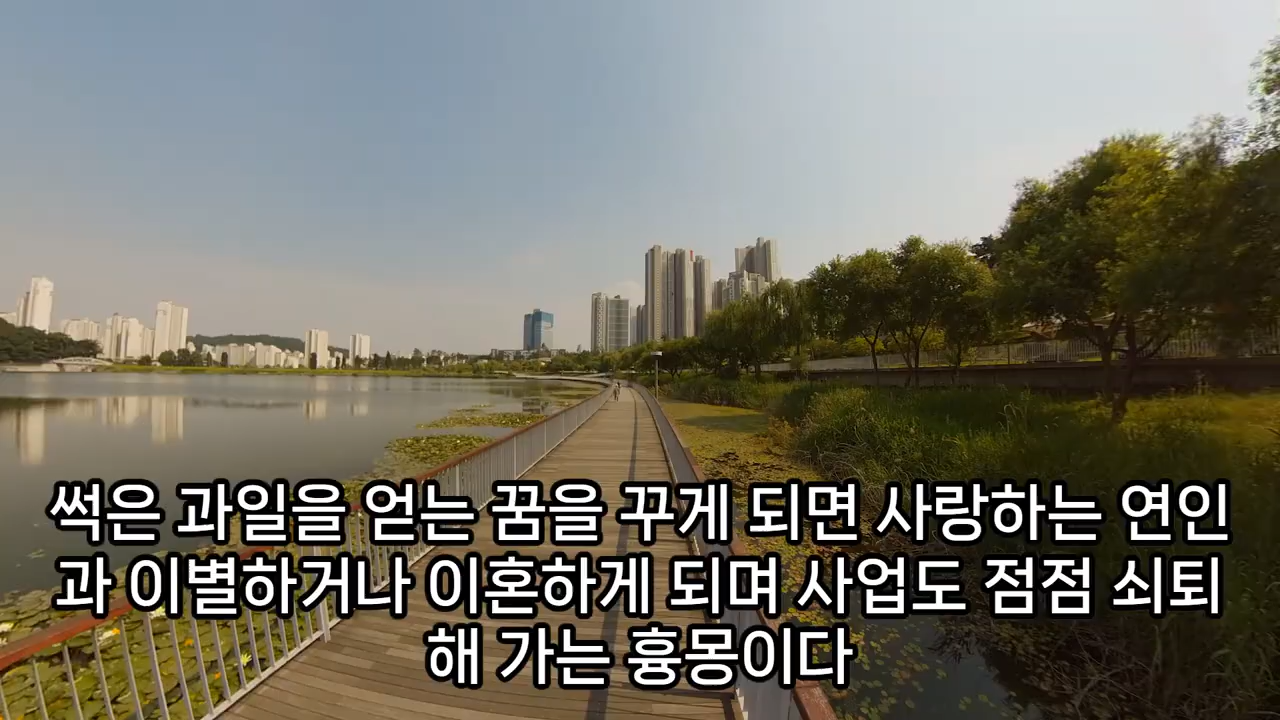 썩은 과일을 얻는 꿈을 꾸게 되면 사랑하는 연인
과 이별하거나 이혼하게 되며 사업도 점점 쇠퇴
해 가는 흉몽이다